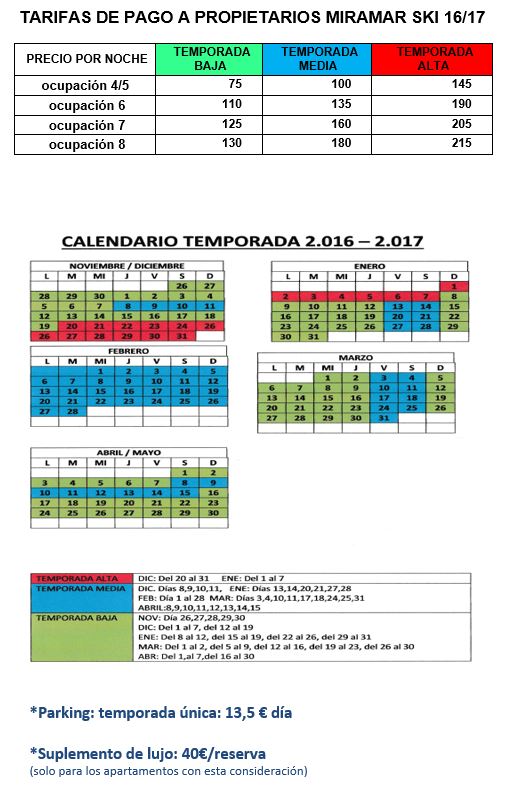 TARIFAS DE PAGO A PROPIETARIOS MIRAMAR SKI 16/17
PRECIO POR NOCHE TEMPORADA BAJA TEMPORADA MEDIA TEMPORADA ALTA
ocupación 4/5 75 100 145
ocupación 6 110 135 190
ocupación 7 125 160 205
ocupación 8 130 180 215
CALENDARIO TEMPORADA 2.016 – 2.017
NOVIEMBRE / DICIEMBRE
L M MI J V S D
26 27
28 29 30 1 2 3 4
5 6 7 8 9 10 11
12 13 14 15 16 17 18
19 20 21 22 23 24 26
26 27 28 29 30 31
ENERO
L M MI J V S D
1
2 3 4 5 6 7 8
9 10 11 12 13 14 15
16 17 18 19 20 21 22
23 24 25 26 27 28 29
30 31
FEBRERO
L M MI J V S D
1 2 3 4 5
6 7 8 9 10 11 12
13 14 15 16 17 18 19
20 21 22 23 24 25 26
27 28
MARZO
L M MI J V S D
1 2 3 4 5
6 7 8 9 10 11 12
13 14 15 16 17 18 19
20 21 22 23 24 25 26
27 28 29 30 31
ABRIL / MAYO
L M MI J V S D
1 2
3 4 5 6 7 8 9
10 11 12 13 14 15 16
17 18 19 20 21 22 23
24 25 26 27 28 29 30
TEMPORADA ALTA DIC: Del 20 al 31 ENE: Del 1 al 7
TEMPORADA MEDIA DIC. Días 8,9,10,11, ENE: Días 13,14,20,21,27,28
FEB: Día 1 al 28 MAR: Días 3,4,10,11,17,18,24,25,31
ABRIL:8,9,10,11,12,13,14,15
TEMPORADA BAJA NOV: Día 26,27,28,29,30
DIC: Del 1 al 7, del 12 al 19
ENE: Del 8 al 12, del 15 al 19, del 22 al 26, del 29 al 31
MAR: Del 1 al 2, del 5 al 9, del 12 al 16, del 19 al 23, del 26 al 30
ABR: Del 1,al 7,del 16 al 30
*Parking: temporada única: 13,5 € día
*Suplemento de lujo: 40€/reserva
(solo para los apartamentos con esta consideración)